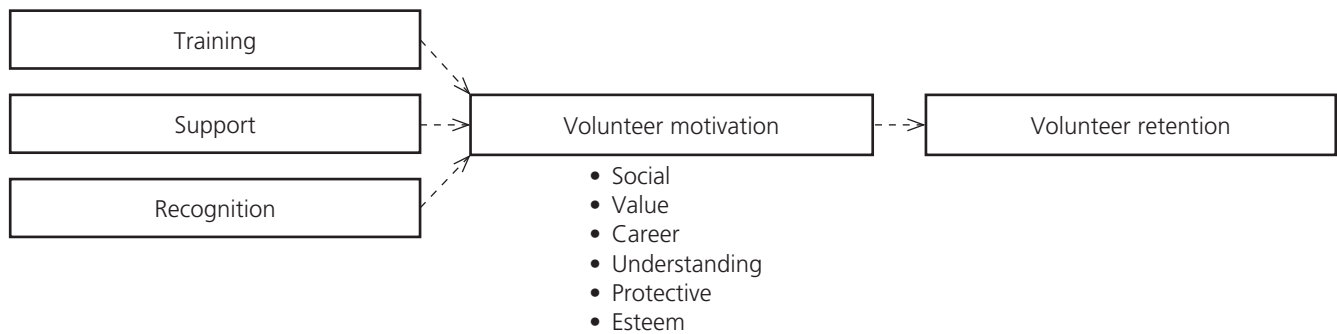 Training
Support
Volunteer motivation
Volunteer retention
Recognition
• Social
• Value
• Career
• Understanding
• Protective
• Esteem